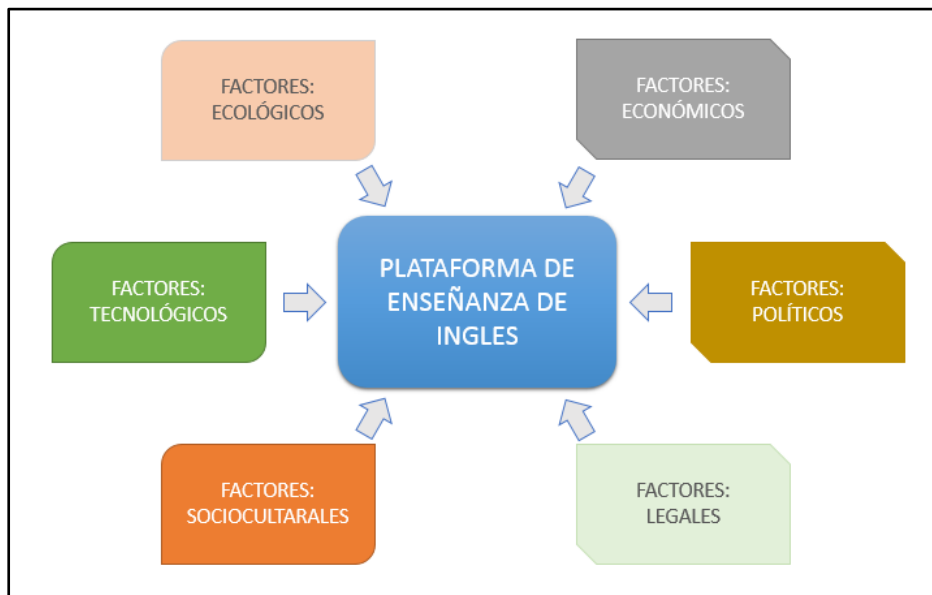 FACTORES:
ECOLÓGICOS
FACTORES:
ECONÓMICOS
FACTORES:
TECNOLÓGICOS
PLATAFORMA DE
ENSEÑANZA DE
INGLES
FACTORES:
POLÍTICOS
FACTORES:
SOCIOCULTARALES
FACTORES:
LEGALES